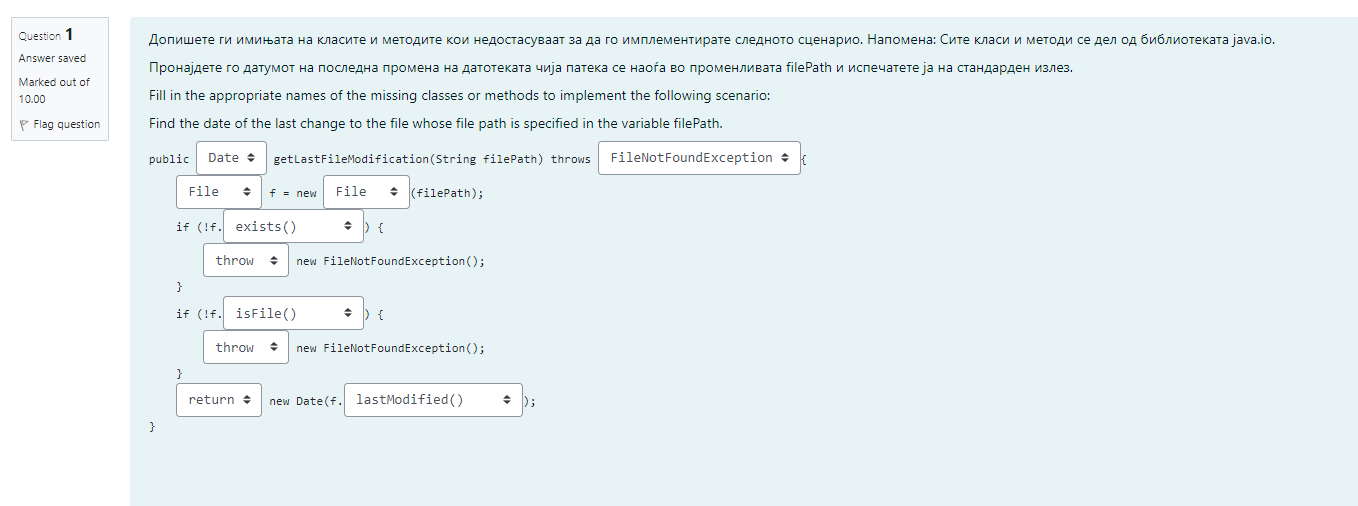 Question 1
Answer saved
Marked out of
10.00
Flag question
Допишете ги имињата на класите и методите кои недостасуваат за да го имплементирате следното сценарио. Напомена: Сите класи и методи се дел од библиотеката java.io.
Пронајдете го датумот на последна промена на датотеката чија патека се наоѓа во променливата filePath и испечатете ја на стандарден излез.
Fill in the appropriate names of the missing classes or methods to implement the following scenario:
Find the date of the last change to the file whose file path is specified in the variable filePath.
public Date getLastFileModification(String filePath) throws FileNotFoundException {
File f = new File (filePath);
if (!f. exists() ) {
throw new FileNotFoundException();
}
if (!f. isFile() ) {
throw new FileNotFoundException();
}
return new Date(f. lastModified() );
}